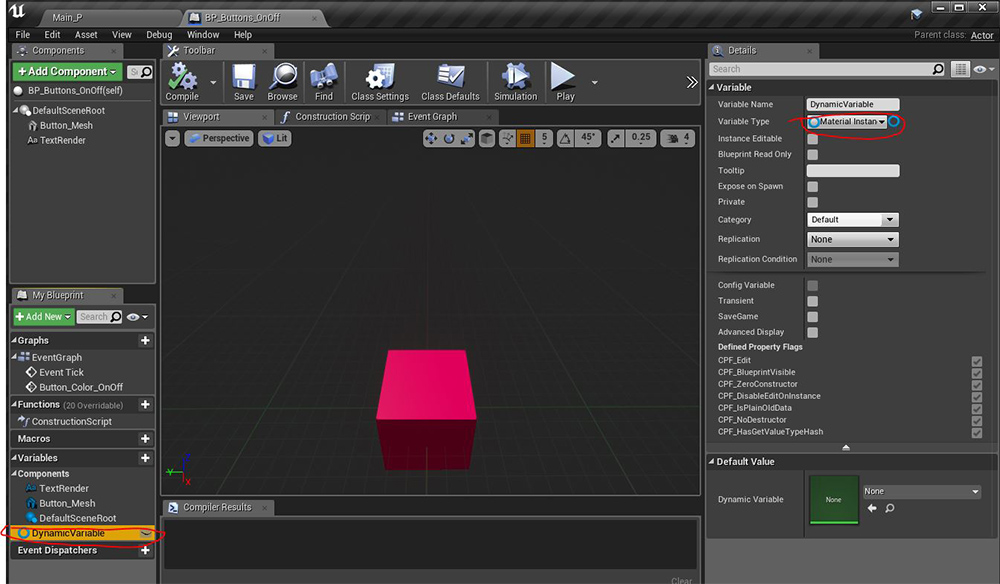 Main_P
BP_Buttons_OnOff
File Edit Asset View Debug Window Help
Parent class: Actor
Components
+ Add Component
BP_Buttons_OnOff(self)
DefaultSceneRoot
Button_Mesh
TextRender
My Blueprint
+ Add New
Search
Graphs
EventGraph
Event Tick
Button_Color_OnOff
Functions (20 Overridable)
ConstructionScript
Macros
Variables
Components
TextRender
Button_Mesh
DefaultSceneRoot
DynamicVariable
Event Dispatchers
Toolbar
Compile Save Browse Find Class Settings Class Defaults Simulation Play
Viewport
Construction Scrip
Event Graph
Perspective Lit
5 45° 0.25 4
Z
Y
X
Compiler Results
Clear
Details
Search
Variable
Variable Name DynamicVariable
Variable Type Material Instan
Instance Editable
Blueprint Read Only
Tooltip
Expose on Spawn
Private
Category Default
Replication None
Replication Condition None
Config Variable
Transient
SaveGame
Advanced Display
Defined Property Flags
CPF_Edit
CPF_BlueprintVisible
CPF_ZeroConstructor
CPF_DisableEditOnInstance
CPF_IsPlainOldData
CPF_NoDestructor
CPF_HasGetValueTypeHash
Default Value
Dynamic Variable None None